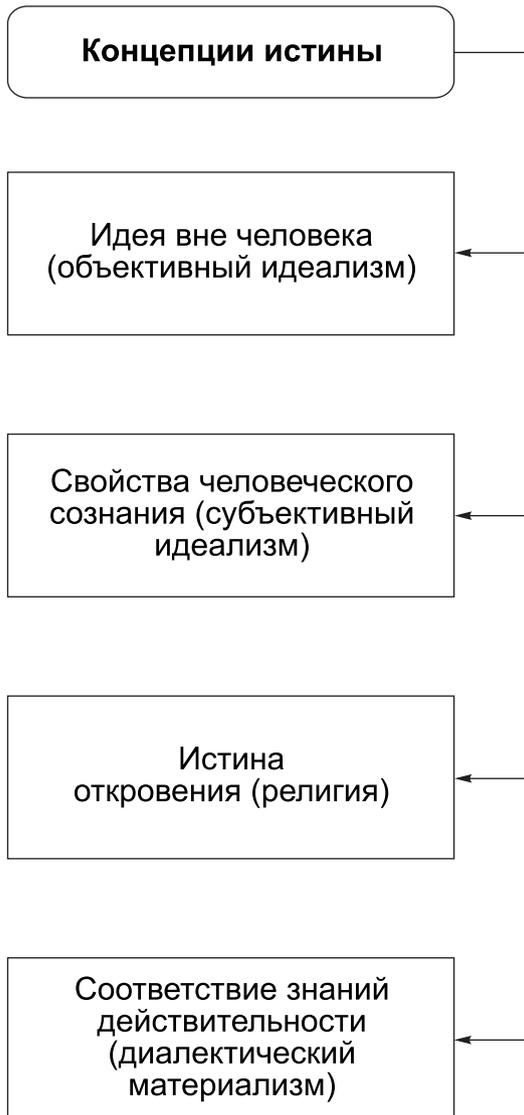 Концепции истины
Идея вне человека
(объективный идеализм)
Свойства человеческого
сознания (субъективный
идеализм)
Истина
откровения (религия)
Соответствие знаний
действительности
(диалектический
материализм)